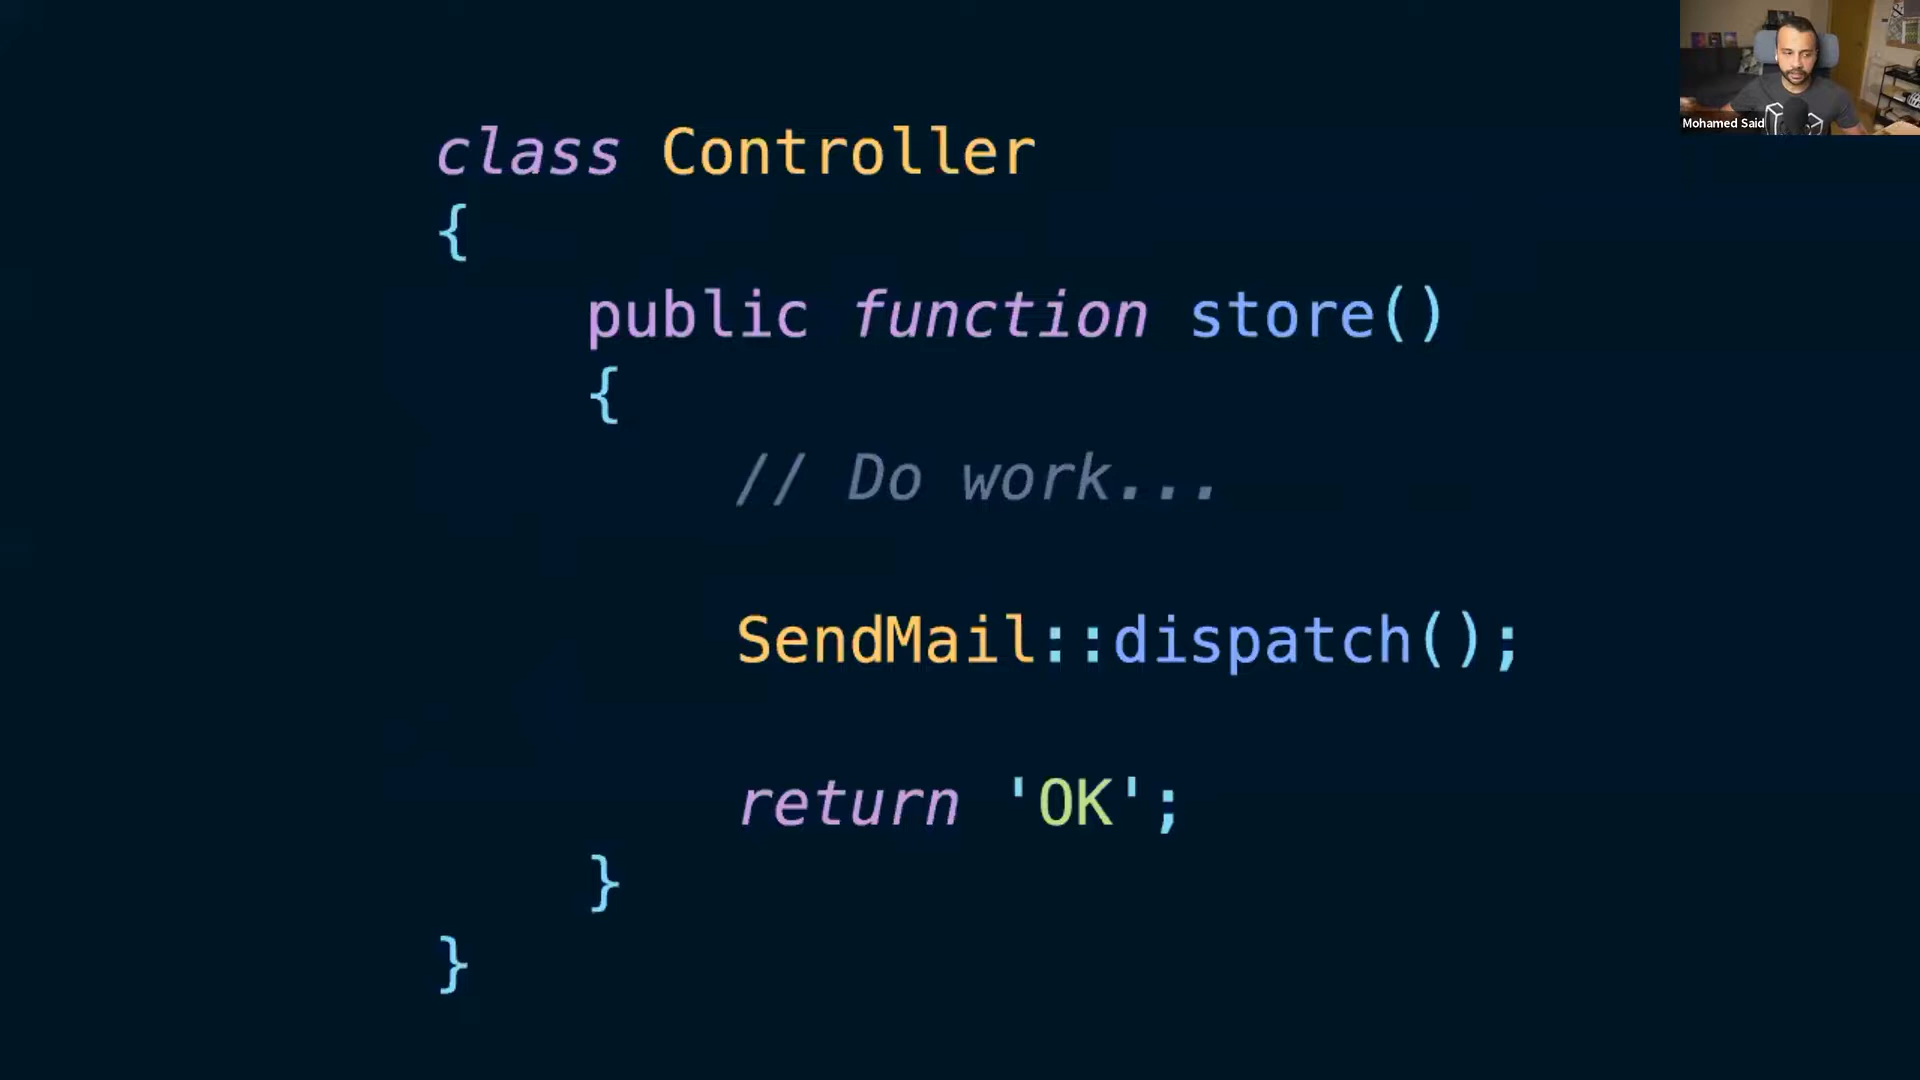 class Controller
{
public function store()
{
// Do work...
SendMail::dispatch();
return 'OK';
}
}
Mohamed Said